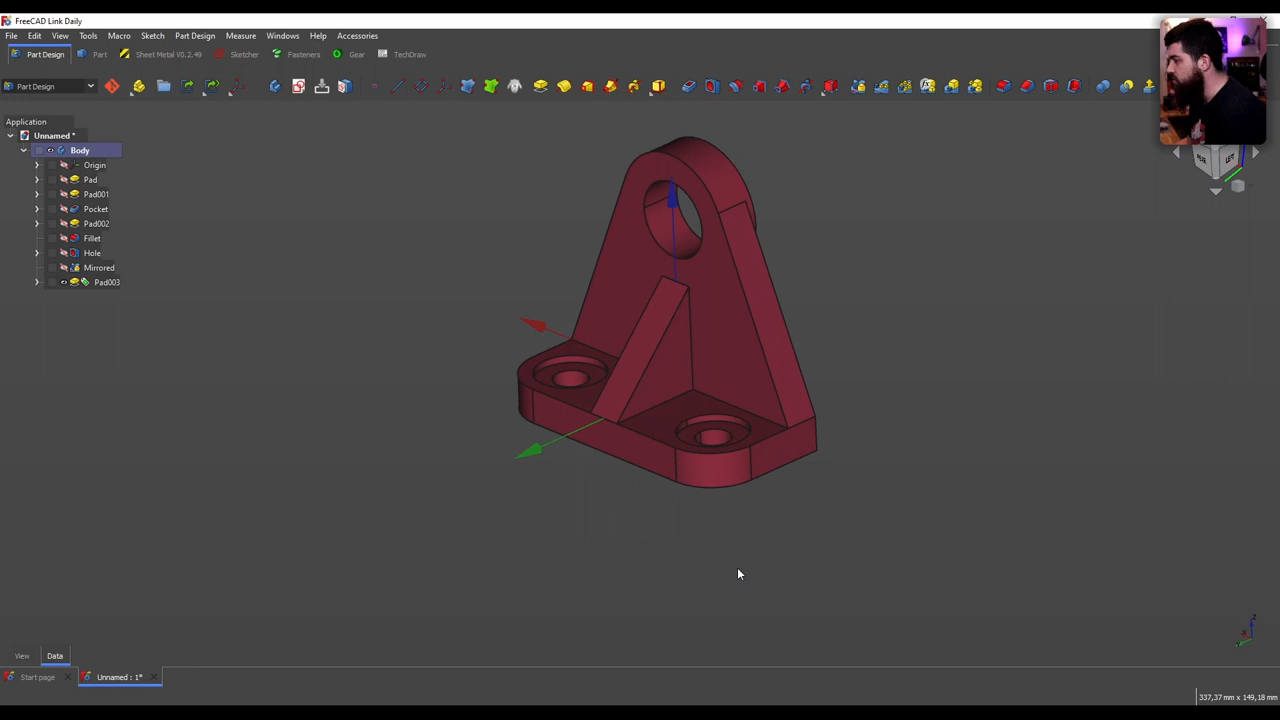 FreeCAD Link Daily
File Edit View Tools Macro Sketch Part Design Measure Windows Help Accessories
Part Design Part Sheet Metal V0.2.49 Sketcher Fasteners Gear TechDraw
Part Design
Application
Unnamed *
Body
Origin
Pad
Pad001
Pocket
Pad002
Fillet
Hole
Mirrored
Pad003
LEFT
Z
X
Y
View Data
Start page Unnamed : 1*
337,37 mm x 149,18 mm